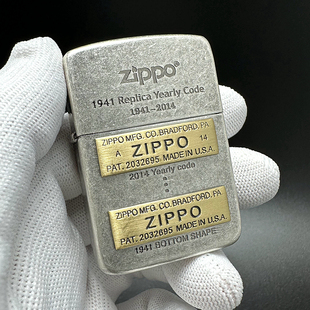 zippo®
1941 Replica Yearly Code
1941-2014
ZIPPO MFG. CO. BRADFORD. PA
A ZIPPO 14
PAT. 2032695 MADE IN U.S.A.
2014 Yearly code
ZIPPO MFG. CO. BRADFORD. PA
ZIPPO
PAT. 2032695 MADE IN U.S.A.
1941 BOTTOM SHAPE